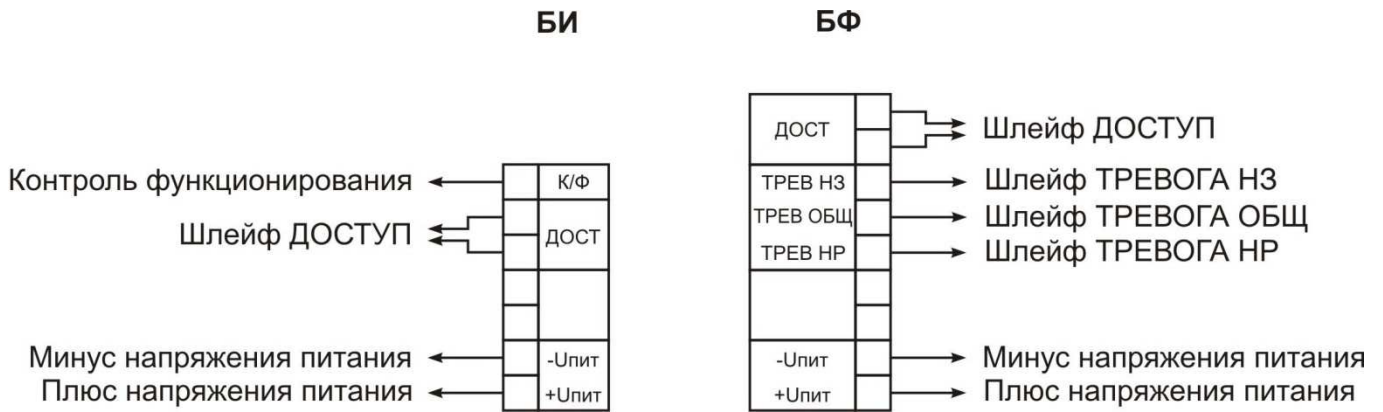 БИ
БФ
Контроль функционирования
К/Ф
Шлейф ДОСТУП
ДОСТ
Минус напряжения питания
-Uпит
Плюс напряжения питания
+Uпит
ДОСТ
Шлейф ДОСТУП
ТРЕВ НЗ
Шлейф ТРЕВОГА НЗ
ТРЕВ ОБЩ
Шлейф ТРЕВОГА ОБЩ
ТРЕВ НР
Шлейф ТРЕВОГА НР
-Uпит
Минус напряжения питания
+Uпит
Плюс напряжения питания